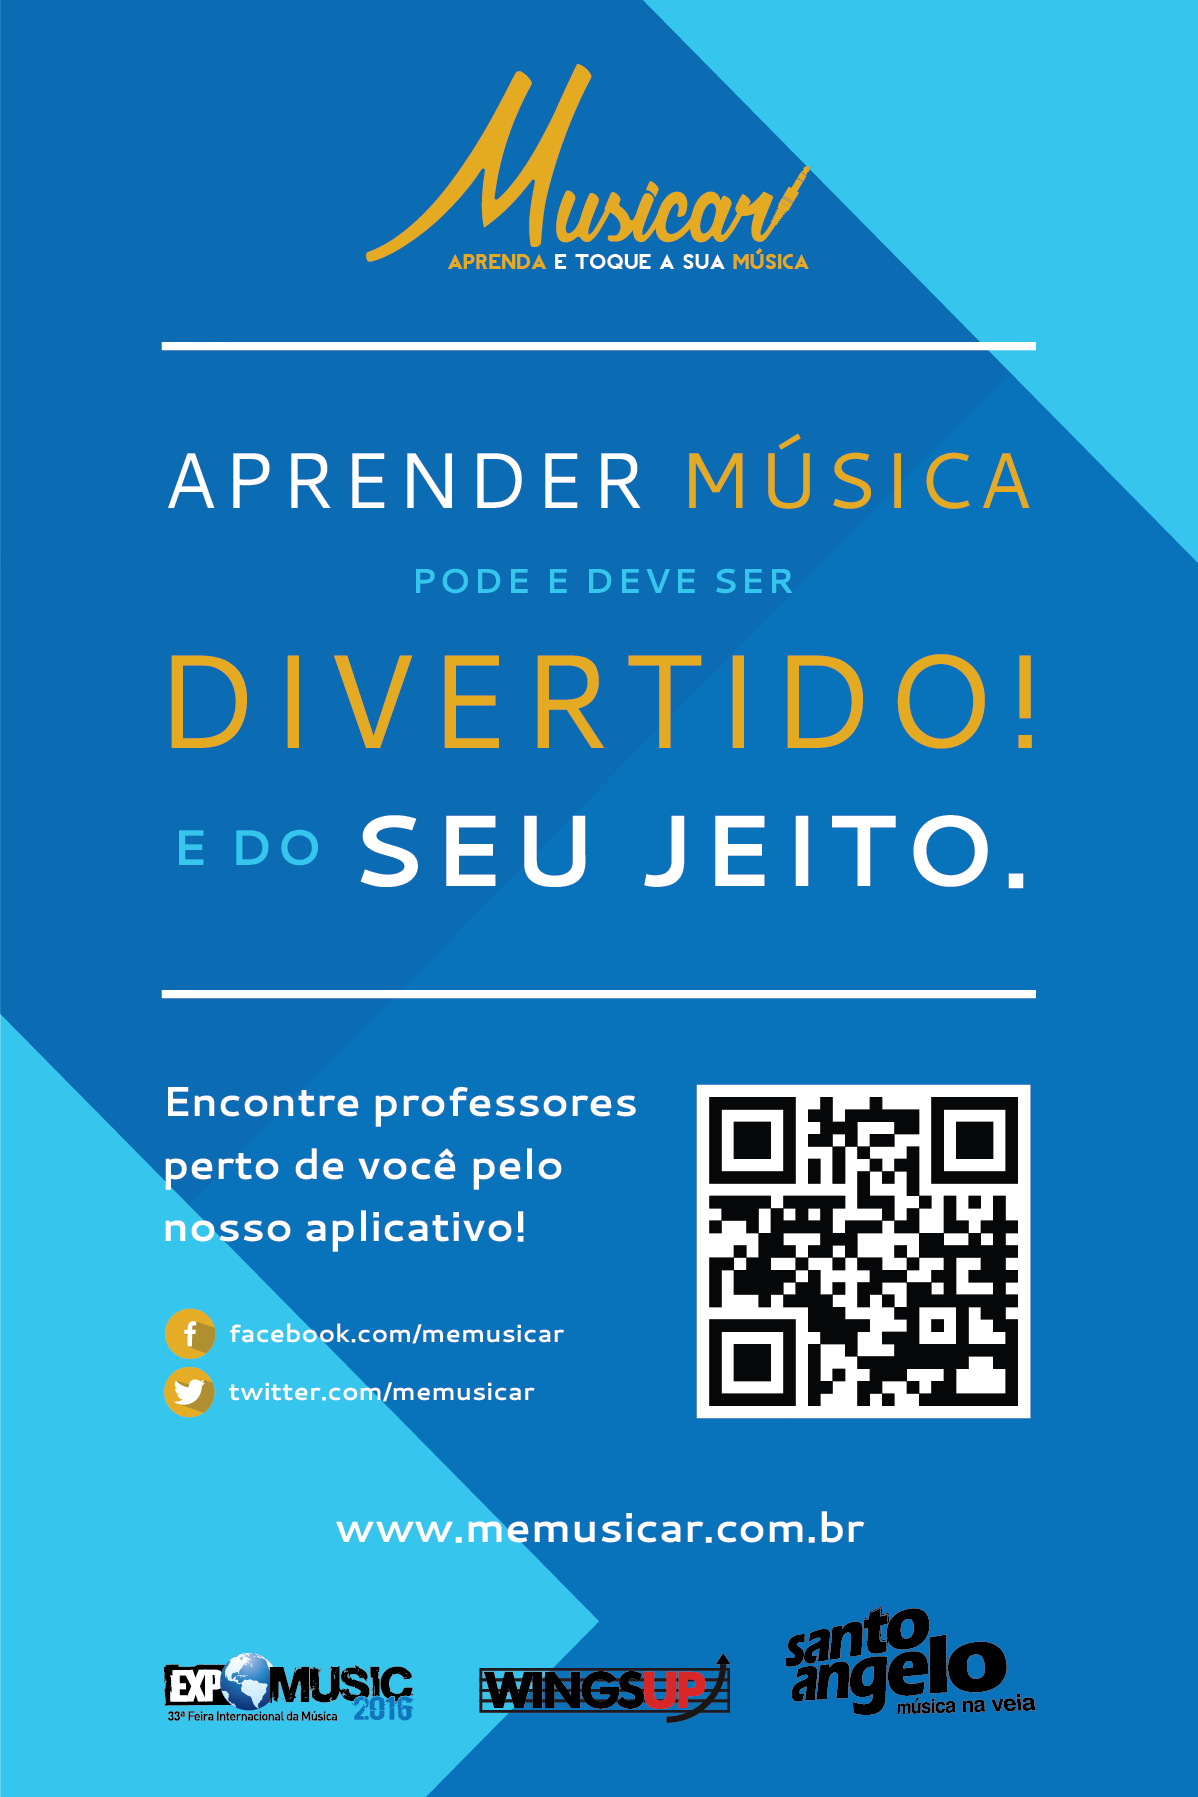 Musicar
APRENDA E TOQUE A SUA MÚSICA
APRENDER MÚSICA
PODE E DEVE SER
DIVERTIDO!
E DO SEU JEITO.
Encontre professores
perto de você pelo
nosso aplicativo!
facebook.com/memusicar
twitter.com/memusicar
www.memusicar.com.br
EXPOMUSIC
2016
33ª Feira Internacional da Música
WINGSUP
santo
angelo
música na veia